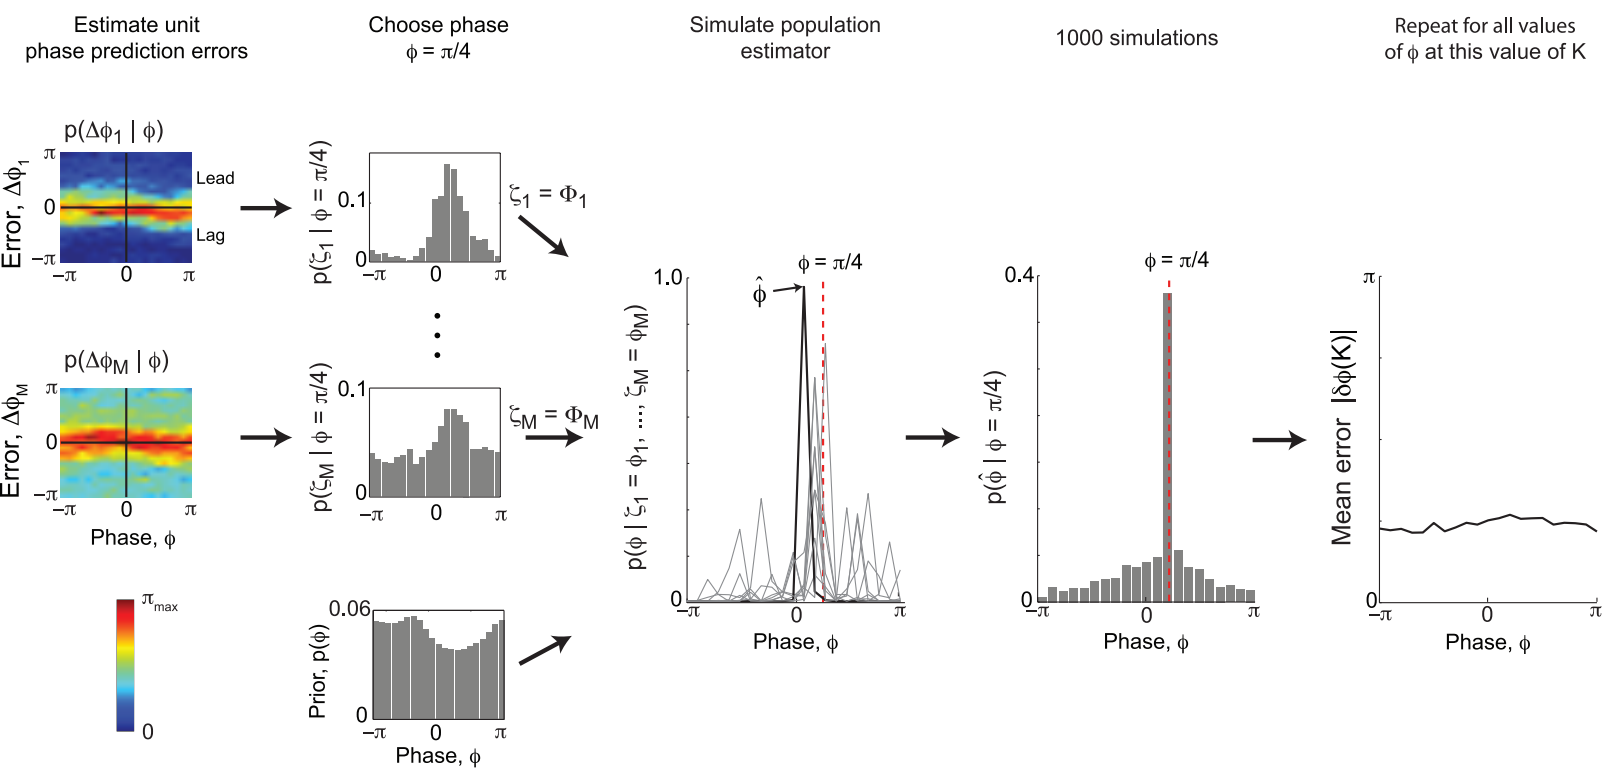 Estimate unit
phase prediction errors
Choose phase
ϕ = π/4
Simulate population
estimator
1000 simulations
Repeat for all values
of ϕ at this value of K
p(Δϕ1 | ϕ)
Error, Δϕ1
π
0
−π
Lead
Lag
−π 0 π
p(ζ1 | ϕ = π/4)
0.1
0
−π 0 π
ζ1 = Φ1
p(ΔϕM | ϕ)
Error, ΔϕM
π
0
−π
−π 0 π
Phase, ϕ
p(ζM | ϕ = π/4)
0.1
0
−π 0 π
ζM = ΦM
πmax
0
Prior, p(ϕ)
0.06
0
−π 0 π
Phase, ϕ
p(ϕ | ζ1 = ϕ1, ..., ζM = ϕM)
1.0
0
ϕ̂
ϕ = π/4
−π 0 π
Phase, ϕ
p(ϕ̂ | ϕ = π/4)
0.4
0
ϕ = π/4
−π 0 π
Phase, ϕ
Mean error |δϕ(K)|
π
0
−π 0 π
Phase, ϕ